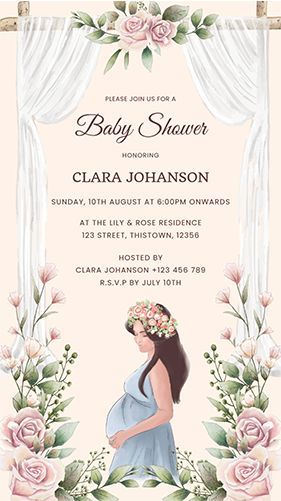 PLEASE JOIN US FOR A
Baby Shower
HONORING
CLARA JOHANSON
SUNDAY, 10TH AUGUST AT 6:00PM ONWARDS
AT THE LILY & ROSE RESIDENCE
123 STREET, THISTOWN, 12356
HOSTED BY
CLARA JOHANSON +123 456 789
R.S.V.P BY JULY 10TH